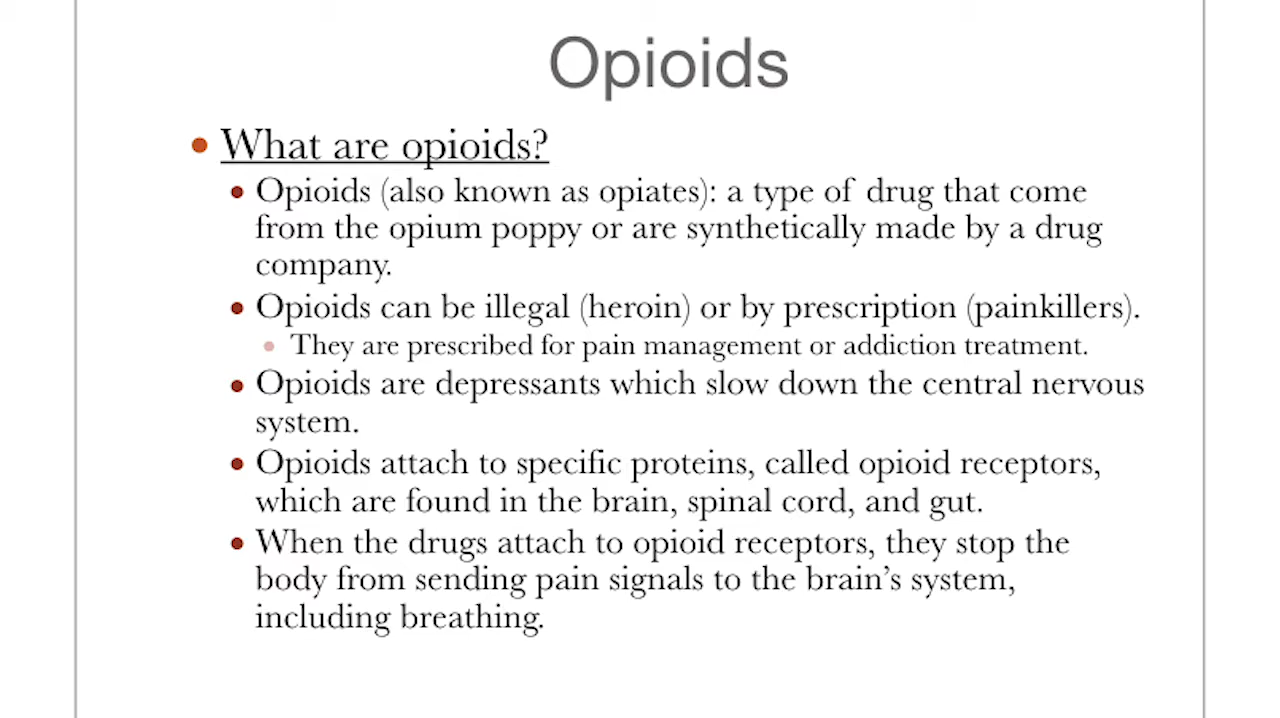 Opioids
What are opioids?
Opioids (also known as opiates): a type of drug that come
from the opium poppy or are synthetically made by a drug
company.
Opioids can be illegal (heroin) or by prescription (painkillers).
They are prescribed for pain management or addiction treatment.
Opioids are depressants which slow down the central nervous
system.
Opioids attach to specific proteins, called opioid receptors,
which are found in the brain, spinal cord, and gut.
When the drugs attach to opioid receptors, they stop the
body from sending pain signals to the brain’s system,
including breathing.